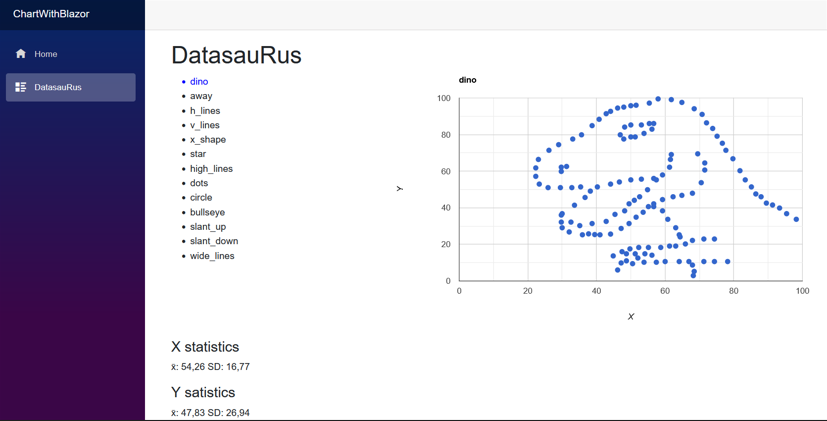 ChartWithBlazor
Home
DatasauRus
DatasauRus
dino
away
h_lines
v_lines
x_shape
star
high_lines
dots
circle
bullseye
slant_up
slant_down
wide_lines
dino
100
80
60
40
20
0
Y
0 20 40 60 80 100
X
X statistics
x̄: 54,26 SD: 16,77
Y satistics
x̄: 47,83 SD: 26,94